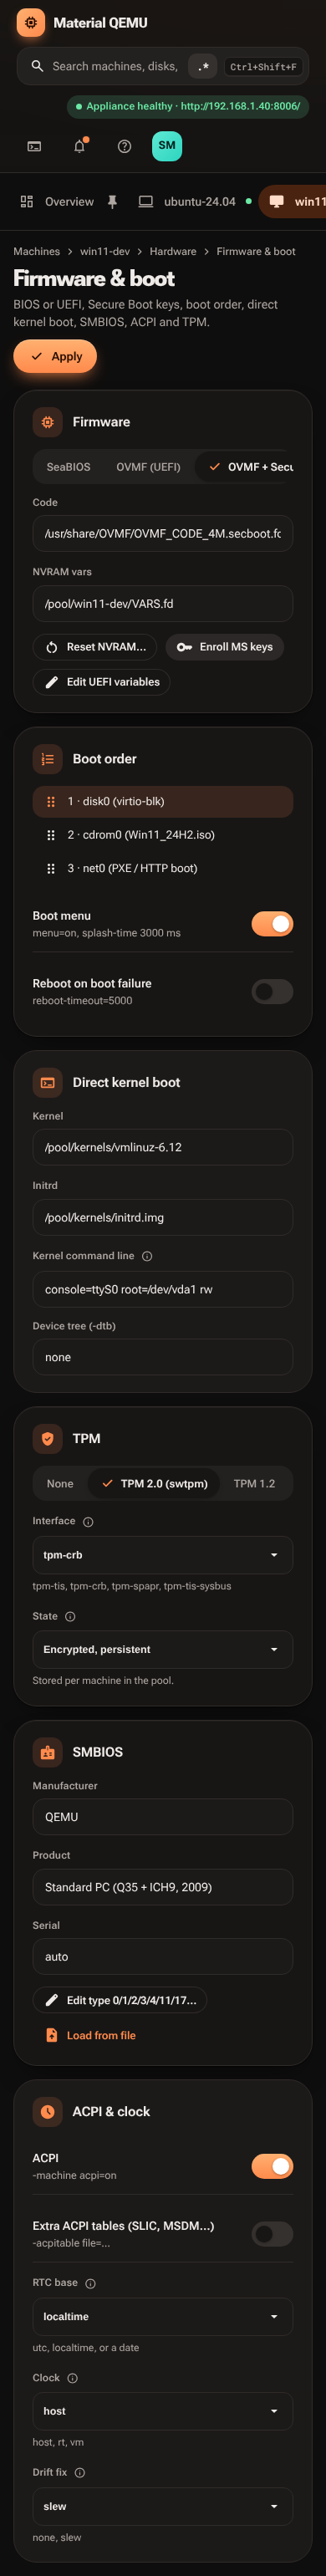 Material QEMU
Search machines, disks,
.*
Ctrl+Shift+F
Appliance healthy · http://192.168.1.40:8006/
SM
Overview
ubuntu-24.04
win11
Machines > win11-dev > Hardware > Firmware & boot
Firmware & boot
BIOS or UEFI, Secure Boot keys, boot order, direct
kernel boot, SMBIOS, ACPI and TPM.
Apply
Firmware
SeaBIOS
OVMF (UEFI)
OVMF + Secu
Code
/usr/share/OVMF/OVMF_CODE_4M.secboot.fc
NVRAM vars
/pool/win11-dev/VARS.fd
Reset NVRAM...
Enroll MS keys
Edit UEFI variables
Boot order
1 · disk0 (virtio-blk)
2 · cdrom0 (Win11_24H2.iso)
3 · net0 (PXE / HTTP boot)
Boot menu
menu=on, splash-time 3000 ms
Reboot on boot failure
reboot-timeout=5000
Direct kernel boot
Kernel
/pool/kernels/vmlinuz-6.12
Initrd
/pool/kernels/initrd.img
Kernel command line
console=ttyS0 root=/dev/vda1 rw
Device tree (-dtb)
none
TPM
None
TPM 2.0 (swtpm)
TPM 1.2
Interface
tpm-crb
tpm-tis, tpm-crb, tpm-spapr, tpm-tis-sysbus
State
Encrypted, persistent
Stored per machine in the pool.
SMBIOS
Manufacturer
QEMU
Product
Standard PC (Q35 + ICH9, 2009)
Serial
auto
Edit type 0/1/2/3/4/11/17...
Load from file
ACPI & clock
ACPI
-machine acpi=on
Extra ACPI tables (SLIC, MSDM...)
-acpitable file=...
RTC base
localtime
utc, localtime, or a date
Clock
host
host, rt, vm
Drift fix
slew
none, slew